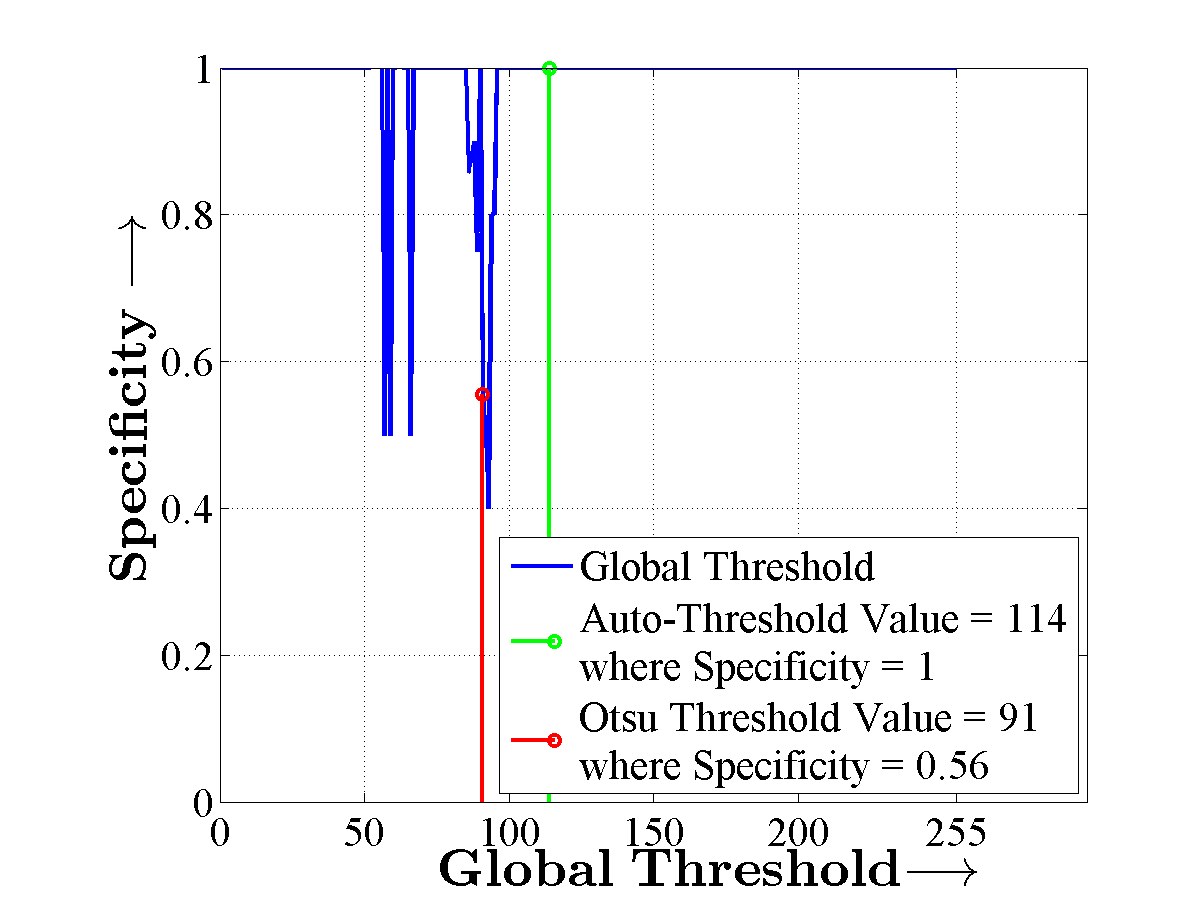 Specificity →
1
0.8
0.6
0.4
0.2
0
0 50 100 150 200 255
Global Threshold→
Global Threshold
Auto-Threshold Value = 114
where Specificity = 1
Otsu Threshold Value = 91
where Specificity = 0.56